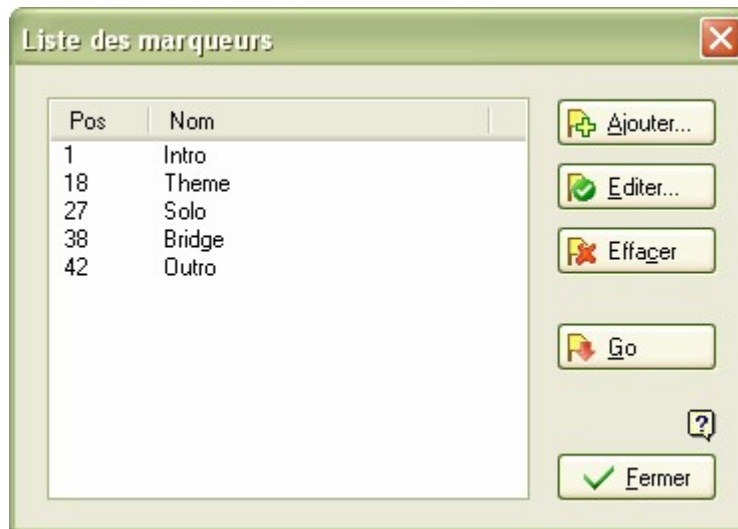 Liste des marqueurs
Pos Nom
1 Intro
18 Theme
27 Solo
38 Bridge
42 Outro
Ajouter...
Editer...
Effacer
Go
?
Fermer